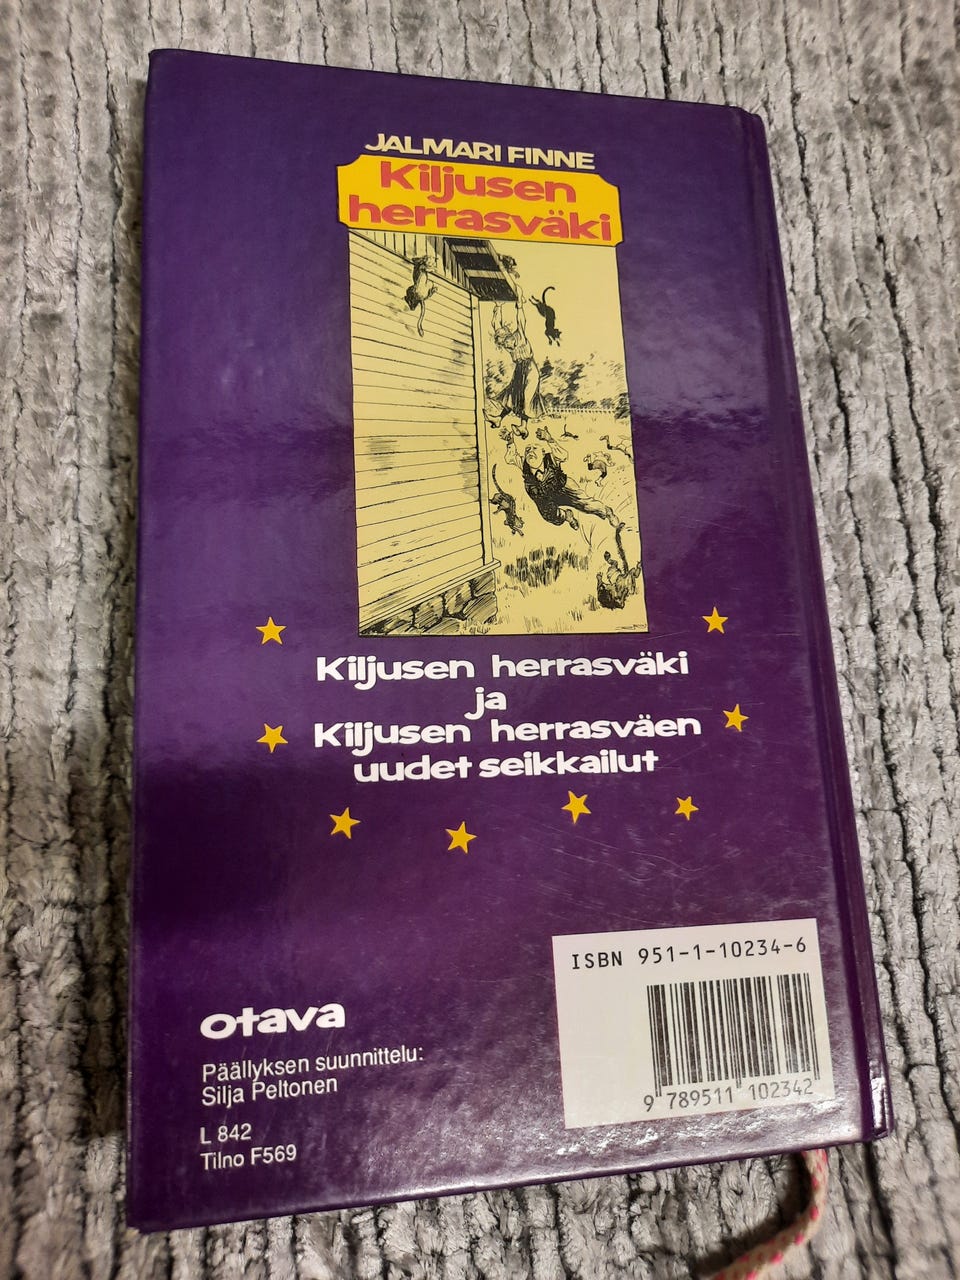 JALMARI FINNE
Kiljusen
herrasväki
Kiljusen herrasväki
ja
Kiljusen herrasväen
uudet seikkailut
ISBN 951-1-10234-6
9 789511 102342
otava
Päällyksen suunnittelu:
Silja Peltonen
L 842
Tilno F569